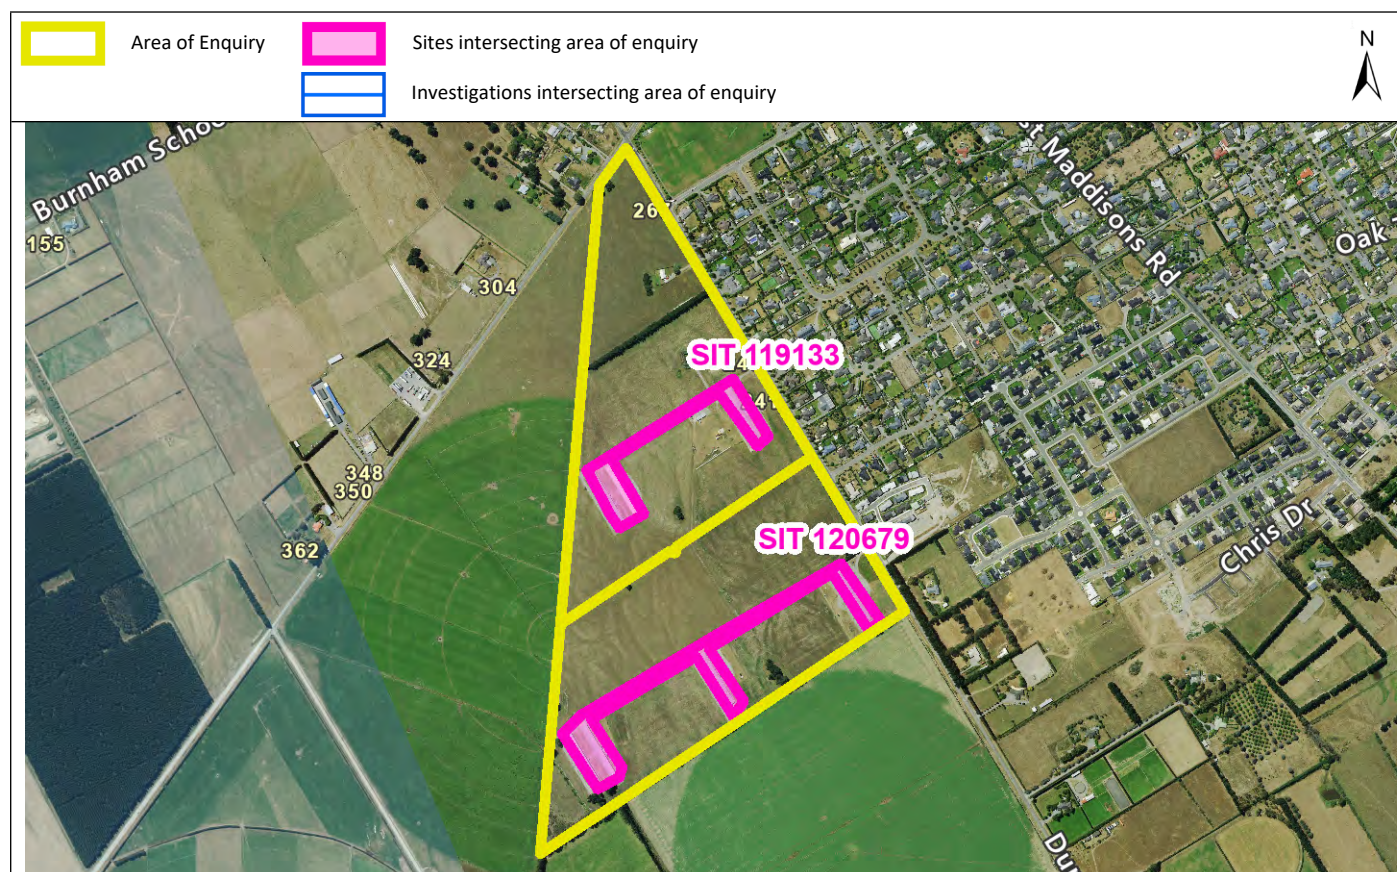 Area of Enquiry
Sites intersecting area of enquiry
N
Investigations intersecting area of enquiry
Burnham
Maddisons Rd
155
Oak
304
SIT 119133
324
348
350
SIT 120679
362
Chris Dr